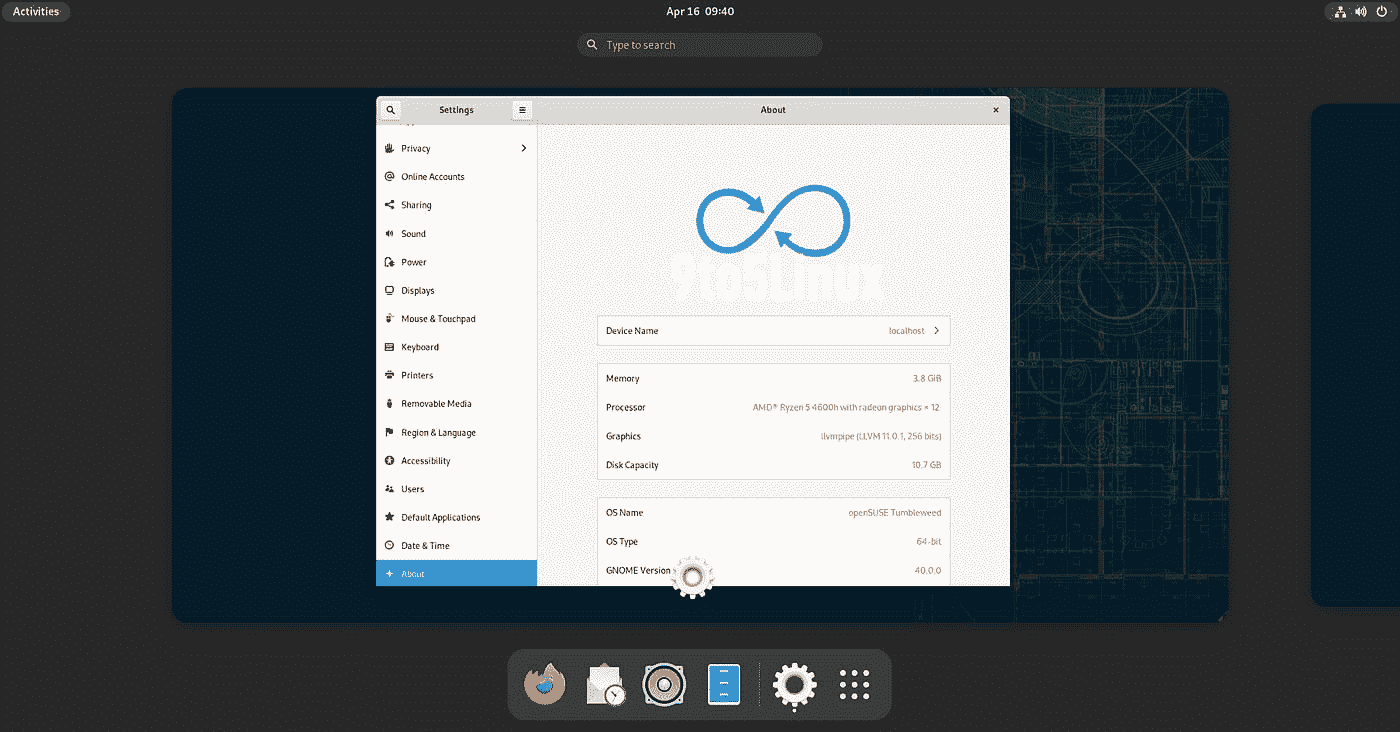 Activities
Apr 16 09:40
Type to search
Settings
About
Privacy
Online Accounts
Sharing
Sound
Power
Displays
Mouse & Touchpad
Keyboard
Printers
Removable Media
Region & Language
Accessibility
Users
Default Applications
Date & Time
About
9to5Linux
Device Name localhost
Memory 3.8 GiB
Processor AMD® Ryzen 5 4600h with radeon graphics × 12
Graphics llvmpipe (LLVM 11.0.1, 256 bits)
Disk Capacity 10.7 GB
OS Name openSUSE Tumbleweed
OS Type 64-bit
GNOME Version 40.0.0